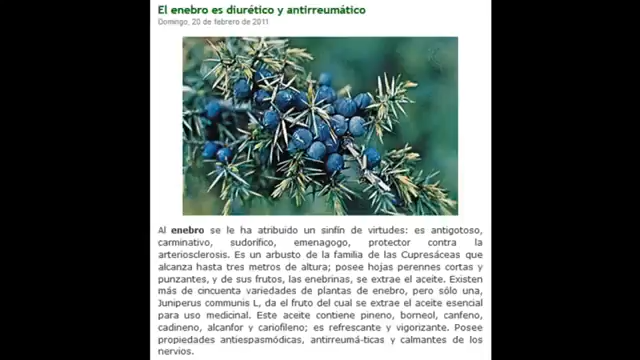 El enebro es diurético y antirreumático
Domingo, 20 de febrero de 2011
Al enebro se le ha atribuido un sinfín de virtudes: es antigotoso,
carminativo, sudorífico, emenagogo, protector contra la
arteriosclerosis. Es un arbusto de la familia de las Cupresáceas que
alcanza hasta tres metros de altura; posee hojas perennes cortas y
punzantes, y de sus frutos, las enebrinas, se extrae el aceite. Existen
más de cincuenta variedades de plantas de enebro, pero sólo una,
Juniperus communis L, da el fruto del cual se extrae el aceite esencial
para uso medicinal. Este aceite contiene pineno, borneol, canfeno,
cadineno, alcanfor y cariofileno; es refrescante y vigorizante. Posee
propiedades antiespasmódicas, antirreumá-ticas y calmantes de los
nervios.